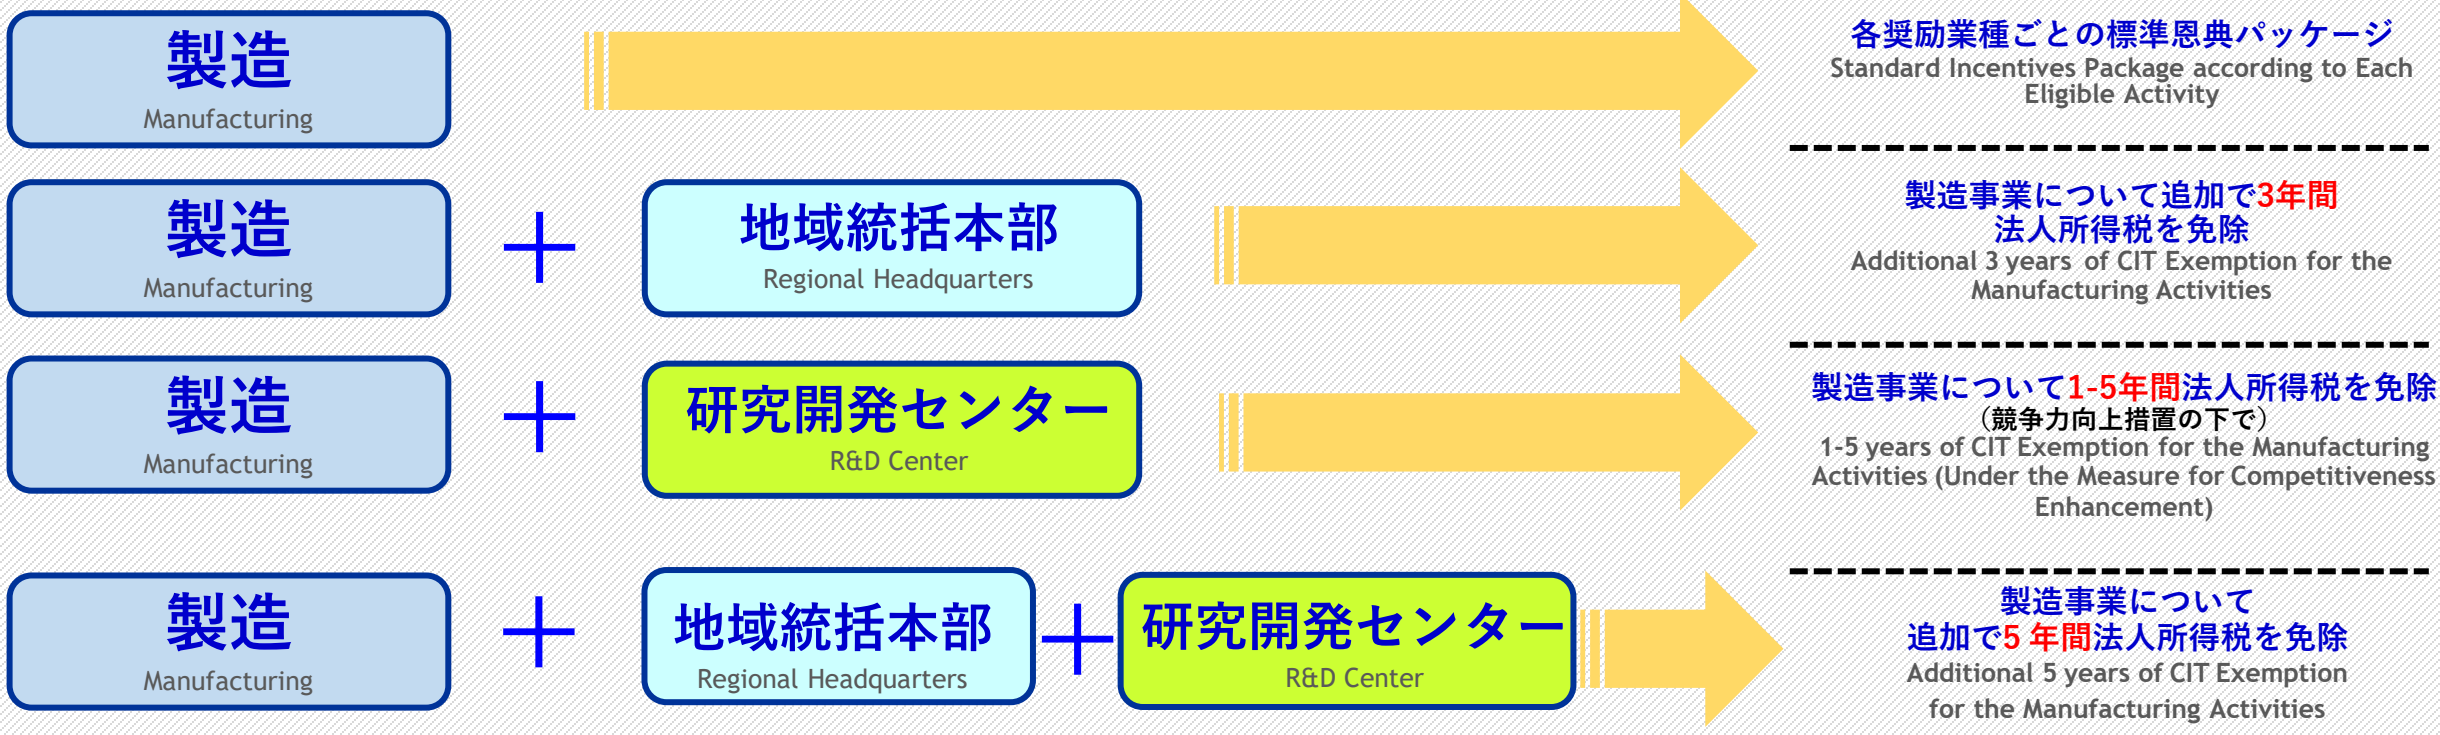 製造
Manufacturing
各奨励業種ごとの標準恩典パッケージ
Standard Incentives Package according to Each
Eligible Activity
製造
Manufacturing
+
地域統括本部
Regional Headquarters
製造事業について追加で3年間
法人所得税を免除
Additional 3 years of CIT Exemption for the
Manufacturing Activities
製造
Manufacturing
+
研究開発センター
R&D Center
製造事業について1-5年間法人所得税を免除
（競争力向上措置の下で）
1-5 years of CIT Exemption for the Manufacturing
Activities (Under the Measure for Competitiveness
Enhancement)
製造
Manufacturing
+
地域統括本部
Regional Headquarters
+
研究開発センター
R&D Center
製造事業について
追加で5 年間法人所得税を免除
Additional 5 years of CIT Exemption
for the Manufacturing Activities